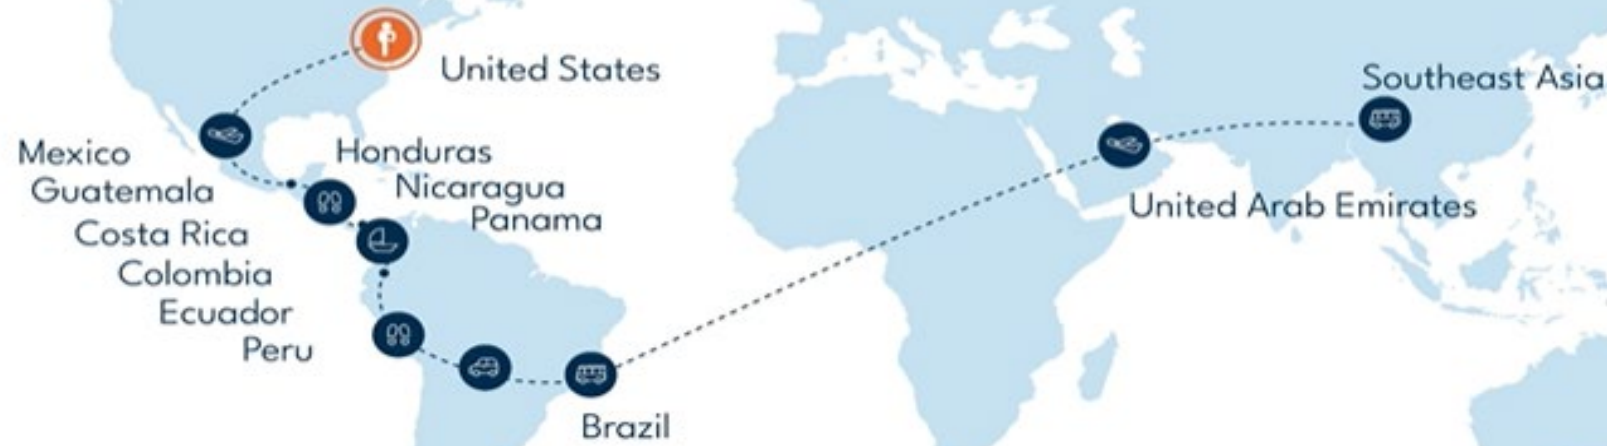 United States
Southeast Asia
Mexico
Honduras
Guatemala
Nicaragua
Panama
United Arab Emirates
Costa Rica
Colombia
Ecuador
Peru
Brazil